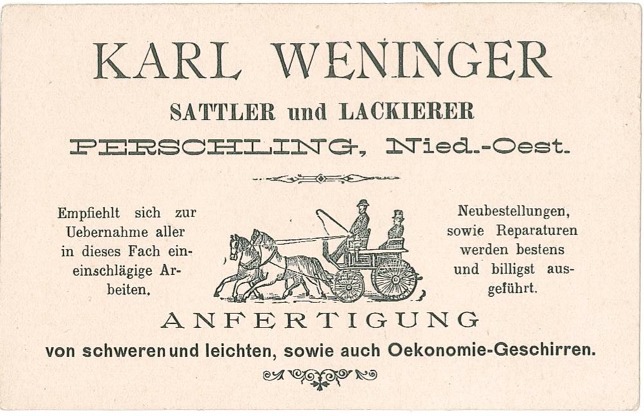 KARL WENINGER
SATTLER und LACKIERER
PERSCHLING, Nied.-Oest.
Empfiehlt sich zur
Uebernahme aller
in dieses Fach ein-
einschlägige Ar-
beiten.
Neubestellungen,
sowie Reparaturen
werden bestens
und billigst aus-
geführt.
ANFERTIGUNG
von schweren und leichten, sowie auch Oekonomie-Geschirren.